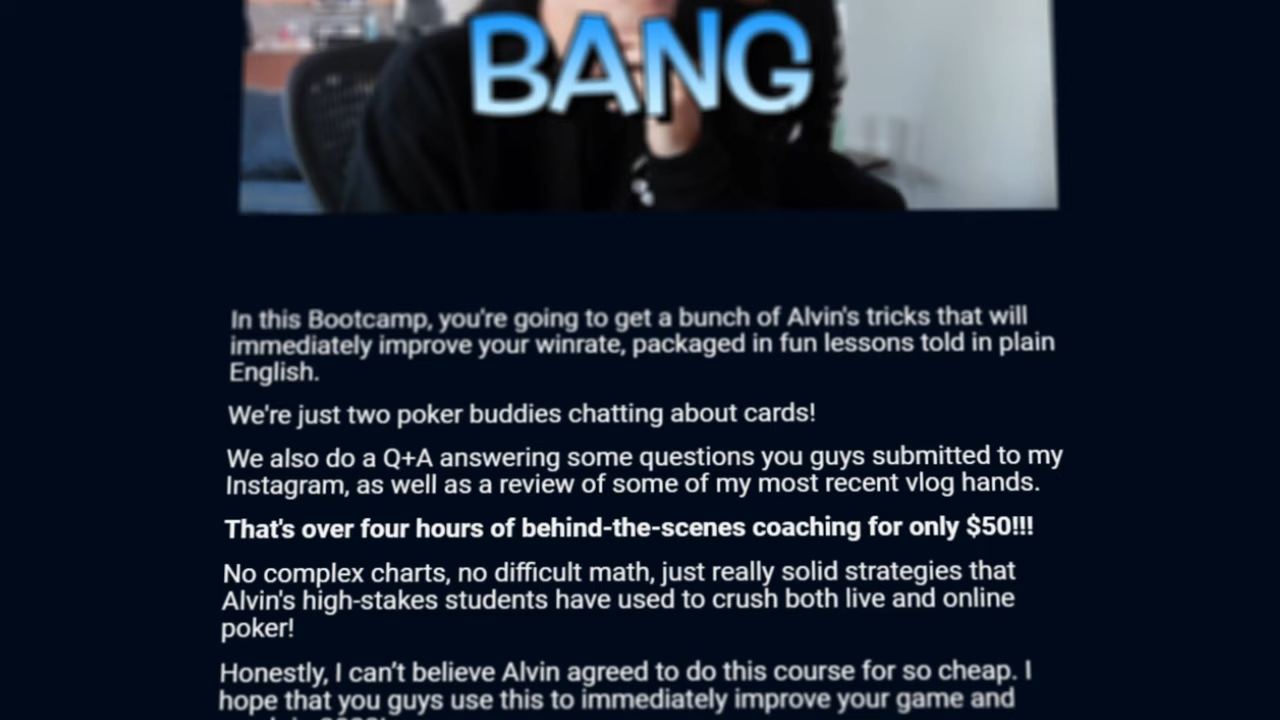 BANG
In this Bootcamp, you're going to get a bunch of Alvin's tricks that will
immediately improve your winrate, packaged in fun lessons told in plain
English.
We're just two poker buddies chatting about cards!
We also do a Q+A answering some questions you guys submitted to my
Instagram, as well as a review of some of my most recent vlog hands.
That's over four hours of behind-the-scenes coaching for only $50!!!
No complex charts, no difficult math, just really solid strategies that
Alvin's high-stakes students have used to crush both live and online
poker!
Honestly, I can't believe Alvin agreed to do this course for so cheap. I
hope that you guys use this to immediately improve your game and